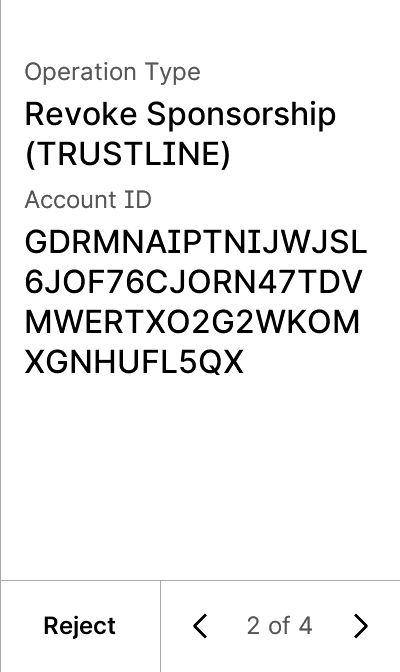 Operation Type
Revoke Sponsorship
(TRUSTLINE)
Account ID
GDRMNAIPTNIJWJSL
6JOF76CJORN47TDV
MWERTXO2G2WKOM
XGNHUFL5QX
Reject
2 of 4